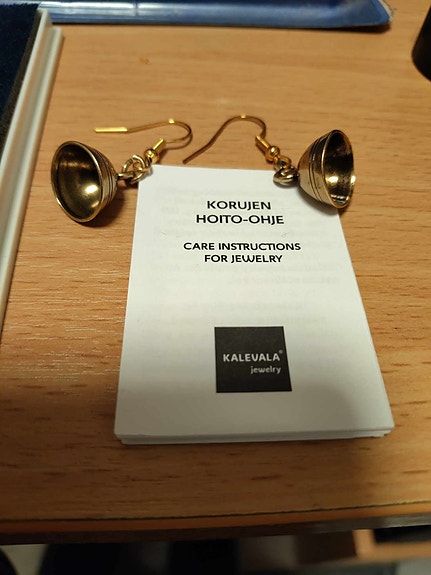 KORUJEN
HOITO-OHJE
CARE INSTRUCTIONS
FOR JEWELRY
KALEVALA®
jewelry